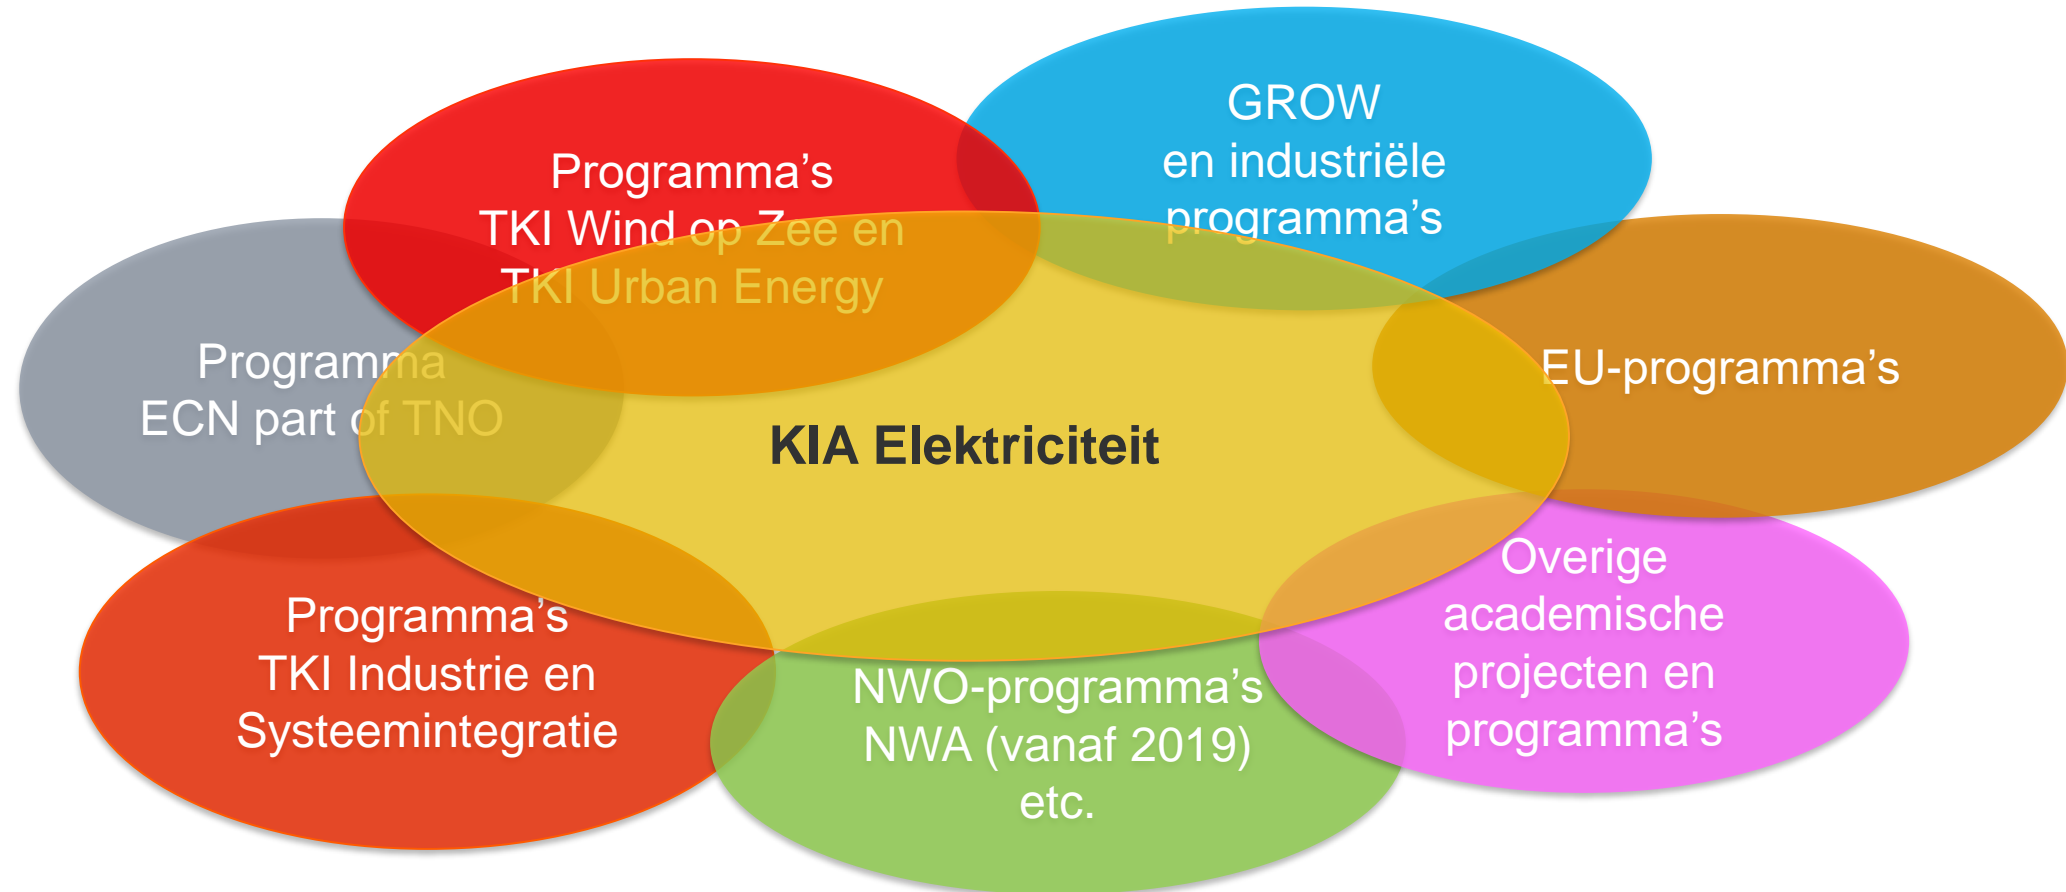 GROW
en industriële
programma’s
Programma’s
TKI Wind op Zee en
TKI Urban Energy
Programma
ECN part of TNO
EU-programma’s
KIA Elektriciteit
Overige
academische
projecten en
programma’s
Programma’s
TKI Industrie en
Systeemintegratie
NWO-programma’s
NWA (vanaf 2019)
etc.